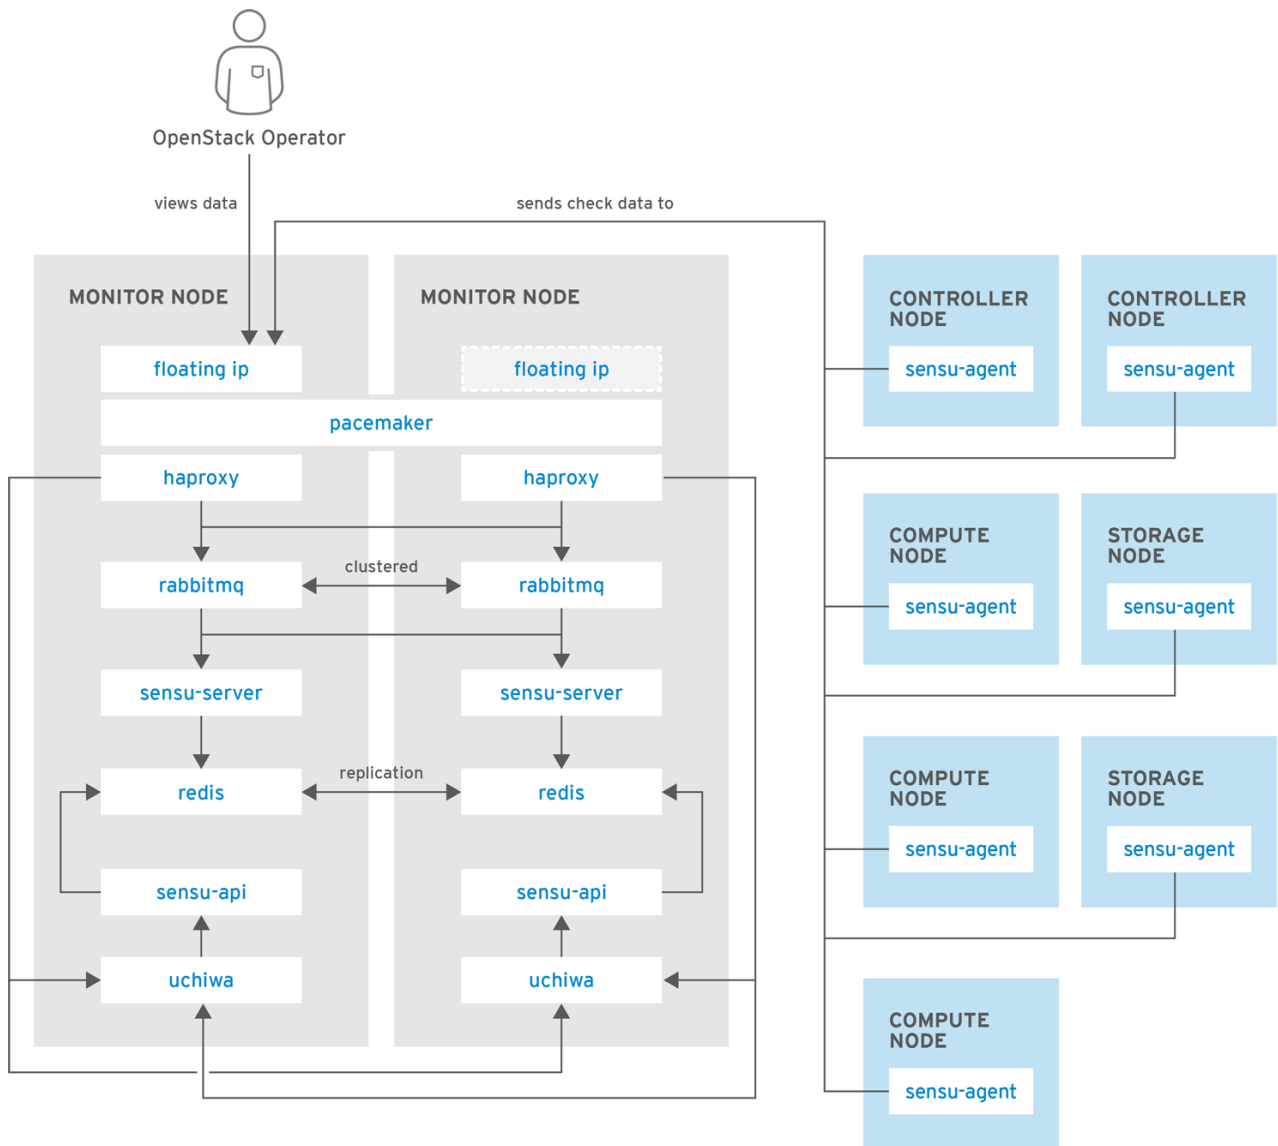 OpenStack Operator
views data
sends check data to
MONITOR NODE
floating ip
MONITOR NODE
floating ip
pacemaker
haproxy
haproxy
rabbitmq
clustered
rabbitmq
sensu-server
sensu-server
redis
replication
redis
sensu-api
sensu-api
uchiwa
uchiwa
CONTROLLER
NODE
sensu-agent
CONTROLLER
NODE
sensu-agent
COMPUTE
NODE
sensu-agent
STORAGE
NODE
sensu-agent
COMPUTE
NODE
sensu-agent
STORAGE
NODE
sensu-agent
COMPUTE
NODE
sensu-agent